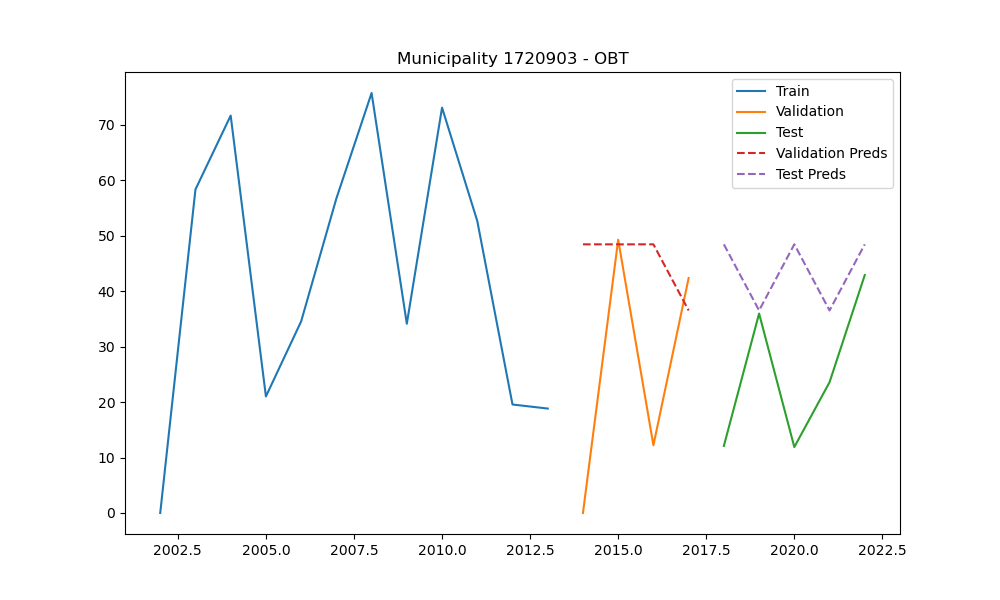 Municipality 1720903 - OBT
Train
Validation
Test
Validation Preds
Test Preds
70
60
50
40
30
20
10
0
2002.5 2005.0 2007.5 2010.0 2012.5 2015.0 2017.5 2020.0 2022.5